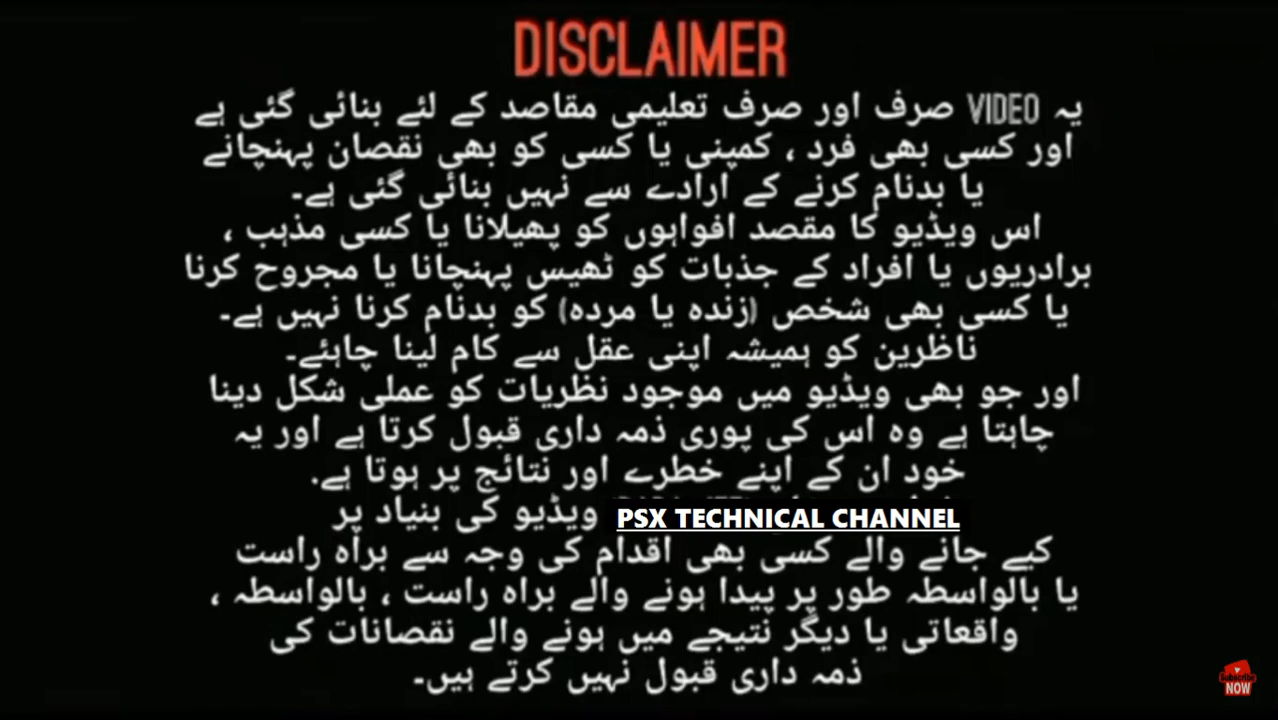 DISCLAIMER
یہ VIDEO صرف اور صرف تعلیمی مقاصد کے لئے بنائی گئی ہے
اور کسی بھی فرد ، کمپنی یا کسی کو بھی نقصان پہنچانے
یا بدنام کرنے کے ارادے سے نہیں بنائی گئی ہے۔
اس ویڈیو کا مقصد افواہوں کو پھیلانا یا کسی مذہب ،
برادریوں یا افراد کے جذبات کو ٹھیس پہنچانا یا مجروح کرنا
یا کسی بھی شخص (زندہ یا مردہ) کو بدنام کرنا نہیں ہے۔
ناظرین کو ہمیشہ اپنی عقل سے کام لینا چاہئے۔
اور جو بھی ویڈیو میں موجود نظریات کو عملی شکل دینا
چاہتا ہے وہ اس کی پوری ذمہ داری قبول کرتا ہے اور یہ
خود ان کے اپنے خطرے اور نتائج پر ہوتا ہے.
PSX TECHNICAL CHANNEL ویڈیو کی بنیاد پر
کیے جانے والے کسی بھی اقدام کی وجہ سے براہ راست
یا بالواسطہ طور پر پیدا ہونے والے براہ راست ، بالواسطہ ،
واقعاتی یا دیگر نتیجے میں ہونے والے نقصانات کی
ذمہ داری قبول نہیں کرتے ہیں۔
Subscribe
NOW